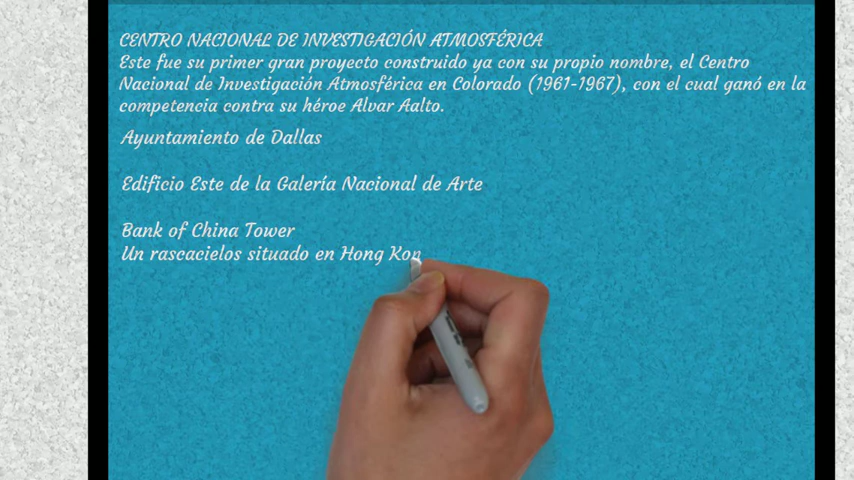 CENTRO NACIONAL DE INVESTIGACIÓN ATMOSFÉRICA
Este fue su primer gran proyecto construido ya con su propio nombre, el Centro
Nacional de Investigación Atmosférica en Colorado (1961-1967), con el cual ganó en la
competencia contra su héroe Alvar Aalto.
Ayuntamiento de Dallas
Edificio Este de la Galería Nacional de Arte
Bank of China Tower
Un rascacielos situado en Hong Kon